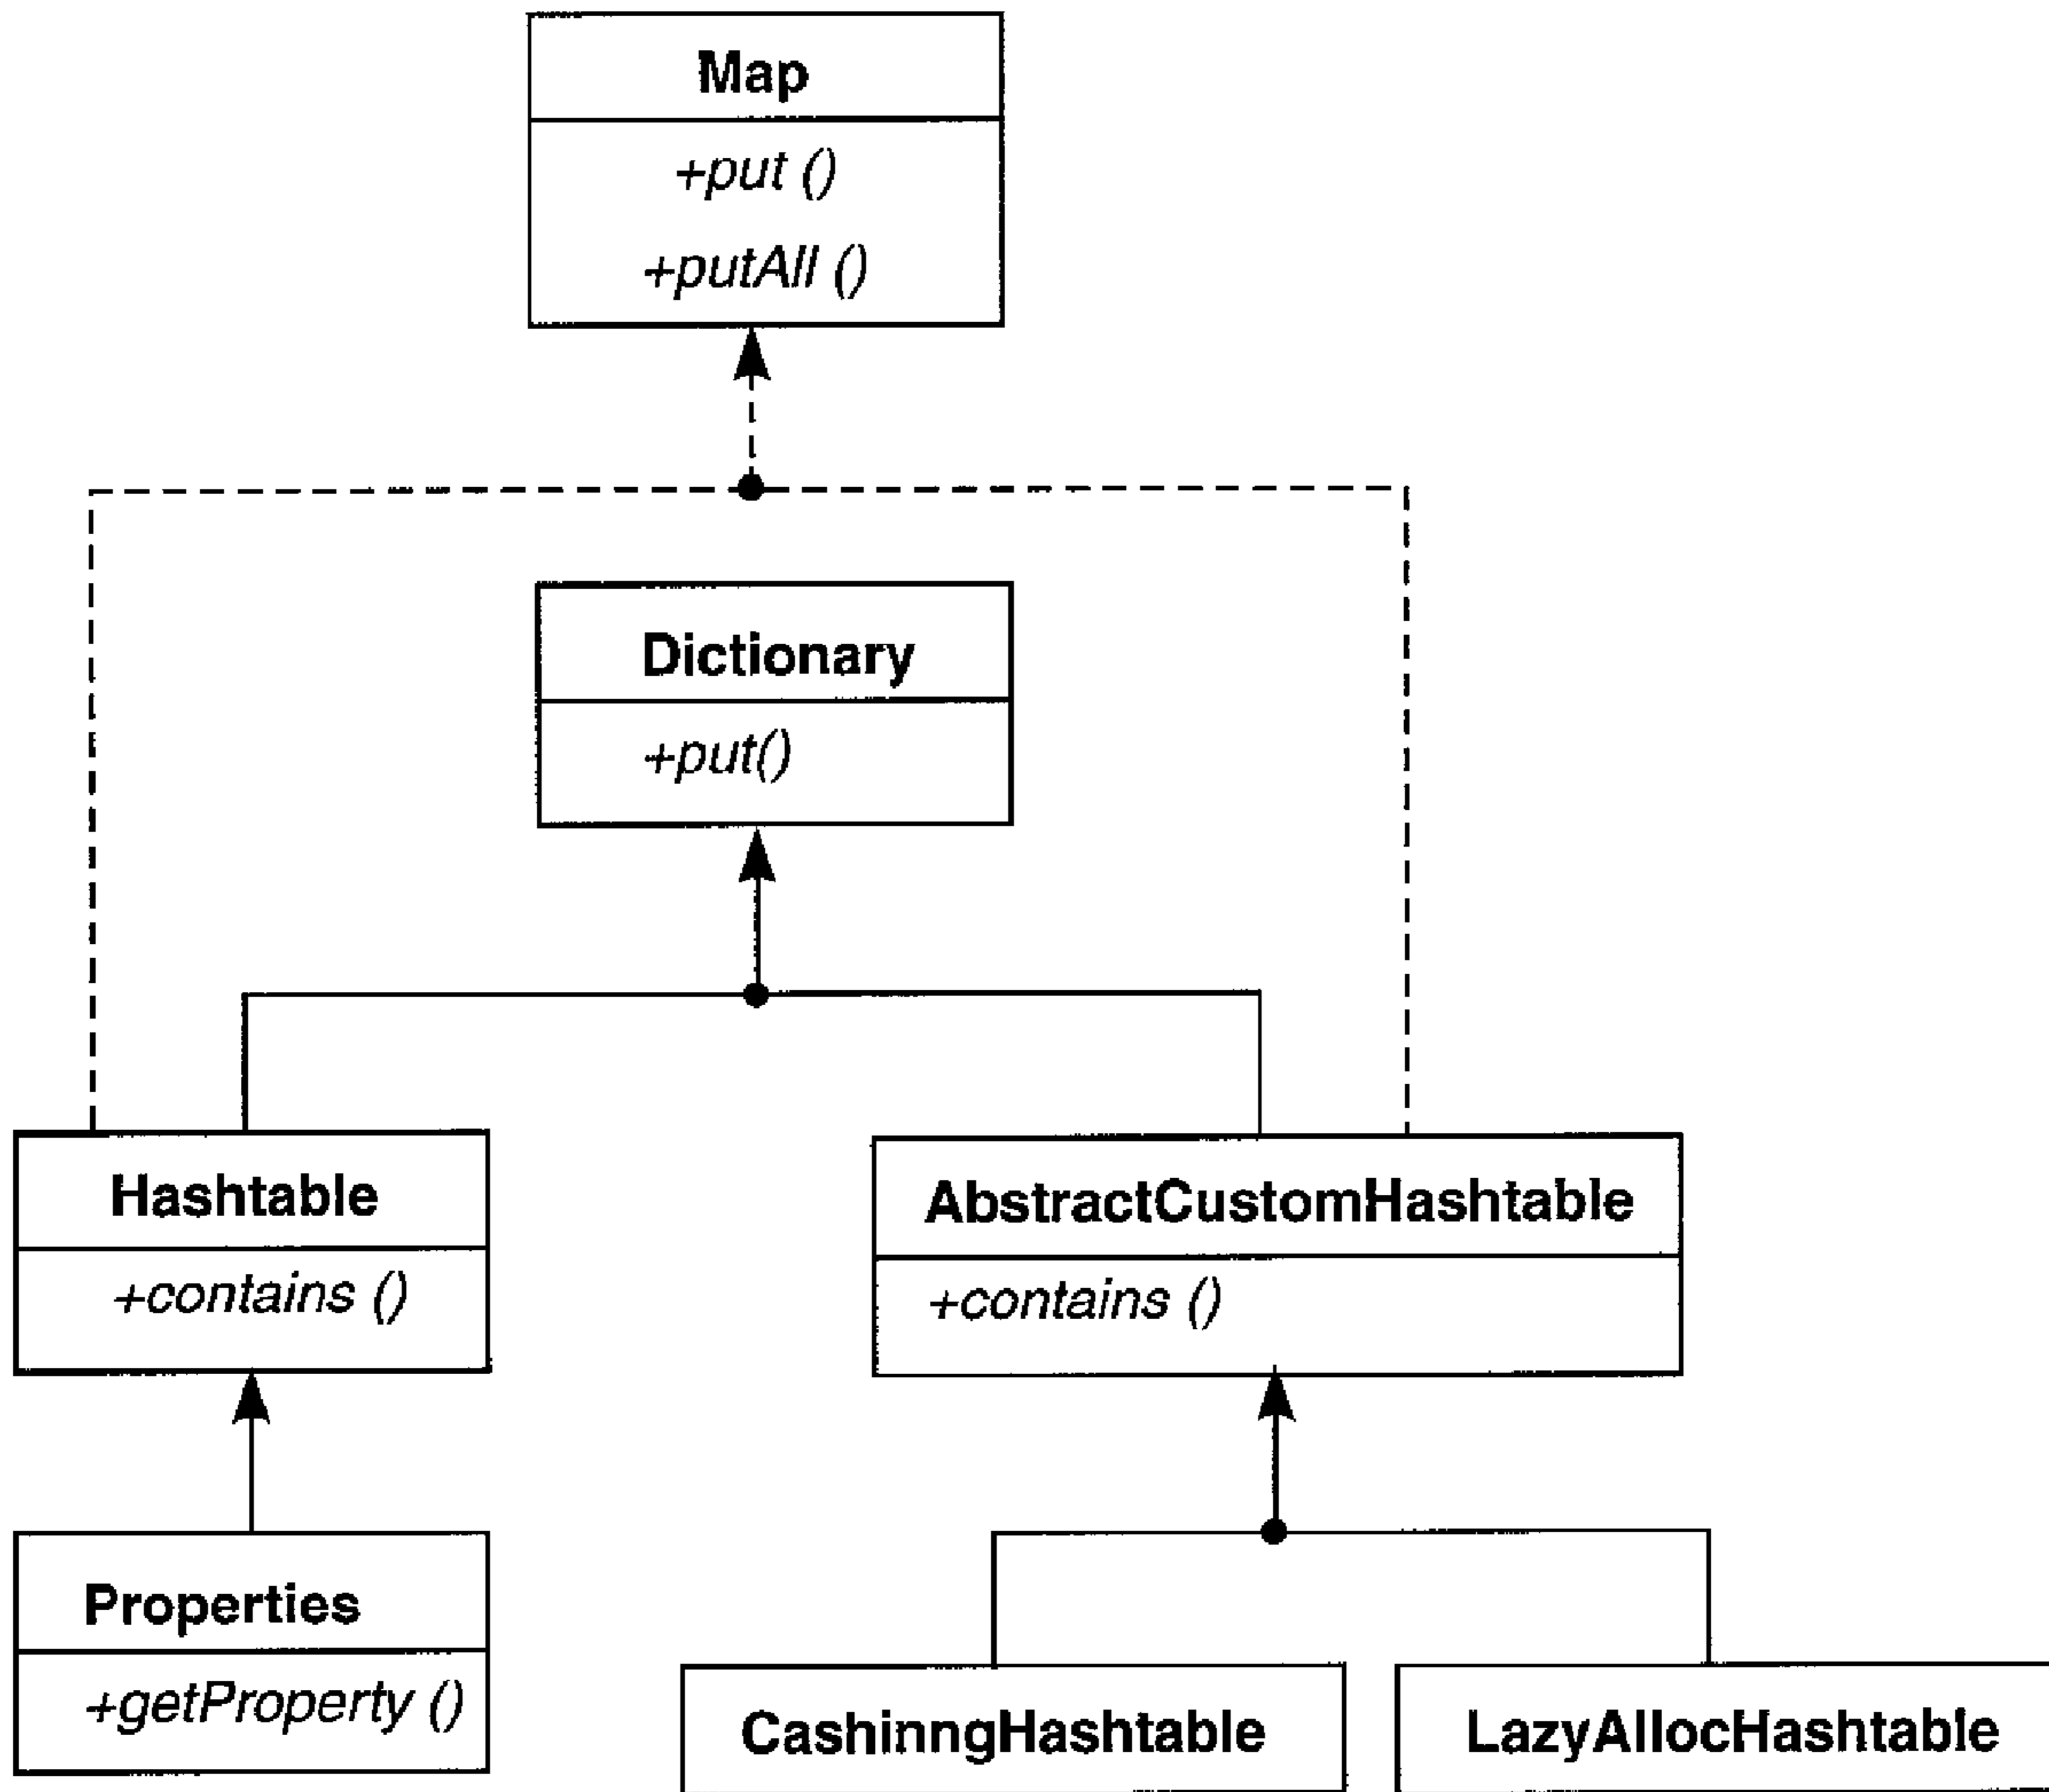 Map
+put ()
+putAll ()
Dictionary
+put()
Hashtable
+contains ()
AbstractCustomHashtable
+contains ()
Properties
+getProperty ()
CashinngHashtable
LazyAllocHashtable